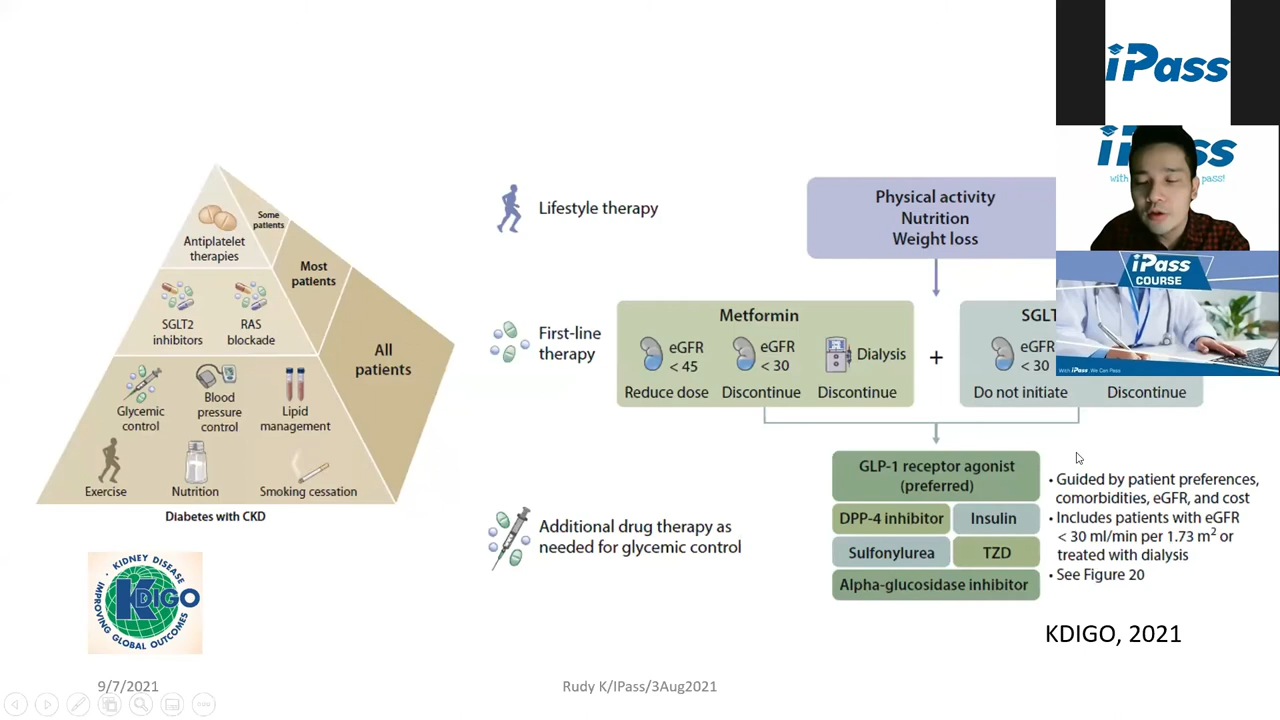 Some
patients
Antiplatelet
therapies
Most
patients
SGLT2
inhibitors
RAS
blockade
All
patients
Glycemic
control
Blood
pressure
control
Lipid
management
Exercise
Nutrition
Smoking cessation
Diabetes with CKD
KIDNEY DISEASE
KDIGO
IMPROVING GLOBAL OUTCOMES
Lifestyle therapy
Physical activity
Nutrition
Weight loss
First-line
therapy
Metformin
eGFR
< 45
Reduce dose
eGFR
< 30
Discontinue
Dialysis
Discontinue
+
SGLT
eGFR
< 30
Do not initiate
Discontinue
Additional drug therapy as
needed for glycemic control
GLP-1 receptor agonist
(preferred)
DPP-4 inhibitor
Insulin
Sulfonylurea
TZD
Alpha-glucosidase inhibitor
• Guided by patient preferences,
comorbidities, eGFR, and cost
• Includes patients with eGFR
< 30 ml/min per 1.73 m² or
treated with dialysis
• See Figure 20
KDIGO, 2021
9/7/2021
Rudy K/IPass/3Aug2021
iPass
with pass!
iPass
COURSE
With iPass, We Can Pass